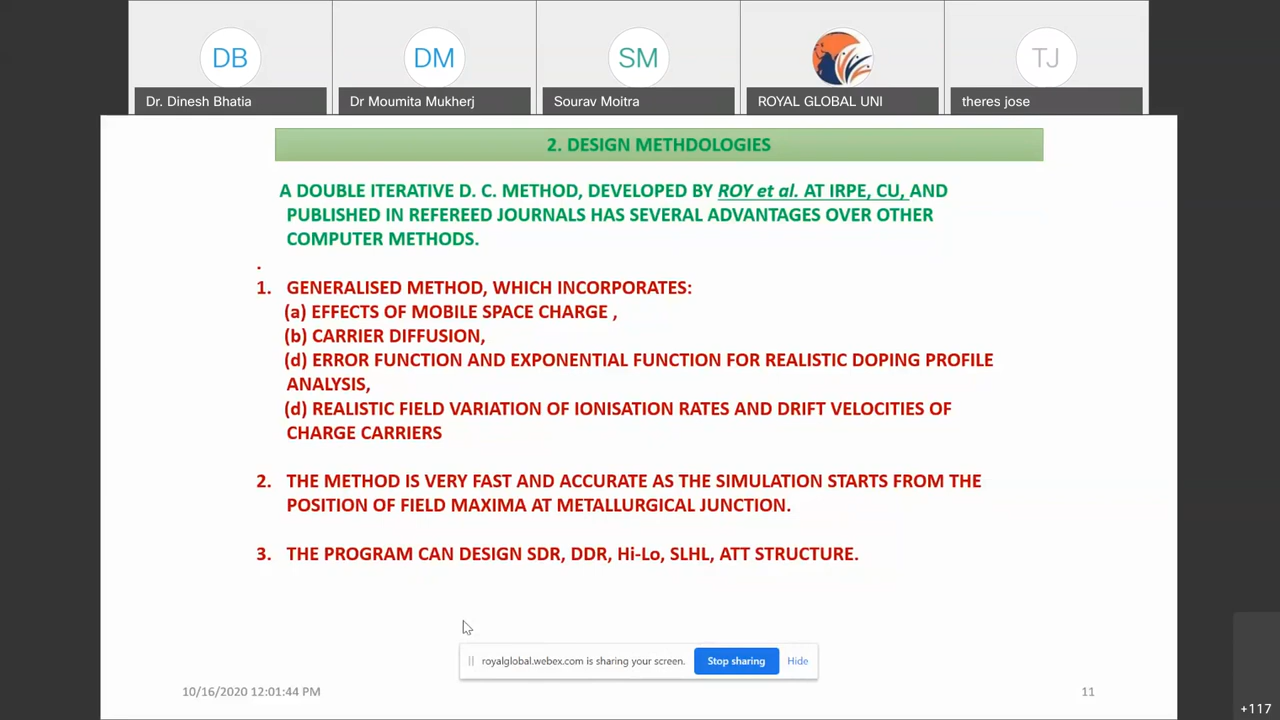 DB
DM
SM
TJ
Dr. Dinesh Bhatia
Dr Moumita Mukherj
Sourav Moitra
ROYAL GLOBAL UNI
theres jose
2. DESIGN METHDOLOGIES
A DOUBLE ITERATIVE D. C. METHOD, DEVELOPED BY ROY et al. AT IRPE, CU, AND
PUBLISHED IN REFEREED JOURNALS HAS SEVERAL ADVANTAGES OVER OTHER
COMPUTER METHODS.
.
1. GENERALISED METHOD, WHICH INCORPORATES:
(a) EFFECTS OF MOBILE SPACE CHARGE ,
(b) CARRIER DIFFUSION,
(d) ERROR FUNCTION AND EXPONENTIAL FUNCTION FOR REALISTIC DOPING PROFILE
ANALYSIS,
(d) REALISTIC FIELD VARIATION OF IONISATION RATES AND DRIFT VELOCITIES OF
CHARGE CARRIERS
2. THE METHOD IS VERY FAST AND ACCURATE AS THE SIMULATION STARTS FROM THE
POSITION OF FIELD MAXIMA AT METALLURGICAL JUNCTION.
3. THE PROGRAM CAN DESIGN SDR, DDR, Hi-Lo, SLHL, ATT STRUCTURE.
royalglobal.webex.com is sharing your screen.
Stop sharing
Hide
10/16/2020 12:01:44 PM
11
+117